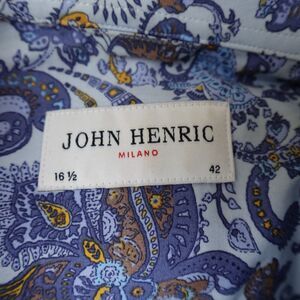 JOHN HENRIC
MILANO
16 ½ 42